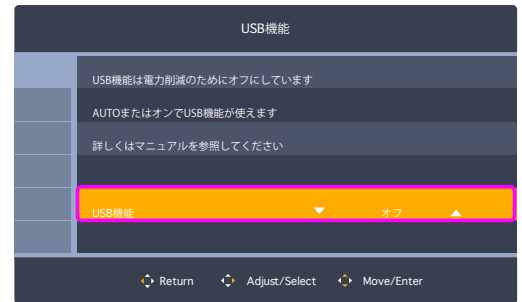 USB機能
USB機能は電力削減のためにオフにしています
AUTOまたはオンでUSB機能が使えます
詳しくはマニュアルを参照してください
USB機能 オフ
Return Adjust/Select Move/Enter